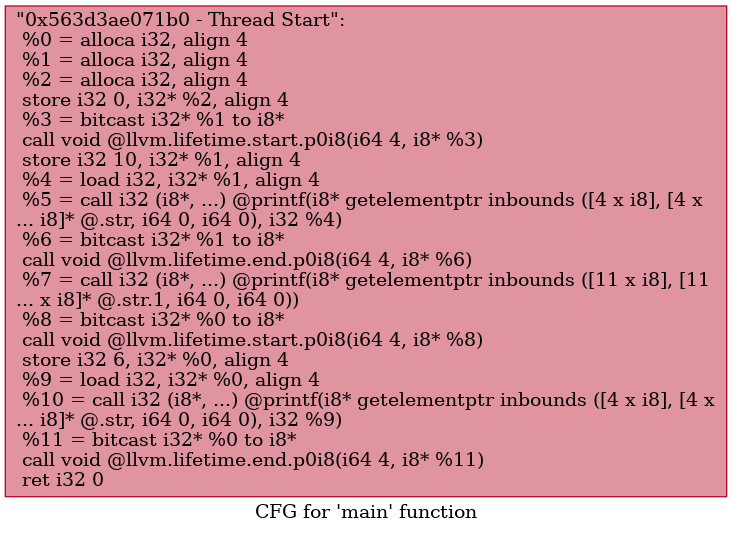 "0x563d3ae071b0 - Thread Start":
%0 = alloca i32, align 4
%1 = alloca i32, align 4
%2 = alloca i32, align 4
store i32 0, i32* %2, align 4
%3 = bitcast i32* %1 to i8*
call void @llvm.lifetime.start.p0i8(i64 4, i8* %3)
store i32 10, i32* %1, align 4
%4 = load i32, i32* %1, align 4
%5 = call i32 (i8*, ...) @printf(i8* getelementptr inbounds ([4 x i8], [4 x
... i8]* @.str, i64 0, i64 0), i32 %4)
%6 = bitcast i32* %1 to i8*
call void @llvm.lifetime.end.p0i8(i64 4, i8* %6)
%7 = call i32 (i8*, ...) @printf(i8* getelementptr inbounds ([11 x i8], [11
... x i8]* @.str.1, i64 0, i64 0))
%8 = bitcast i32* %0 to i8*
call void @llvm.lifetime.start.p0i8(i64 4, i8* %8)
store i32 6, i32* %0, align 4
%9 = load i32, i32* %0, align 4
%10 = call i32 (i8*, ...) @printf(i8* getelementptr inbounds ([4 x i8], [4 x
... i8]* @.str, i64 0, i64 0), i32 %9)
%11 = bitcast i32* %0 to i8*
call void @llvm.lifetime.end.p0i8(i64 4, i8* %11)
ret i32 0
CFG for 'main' function